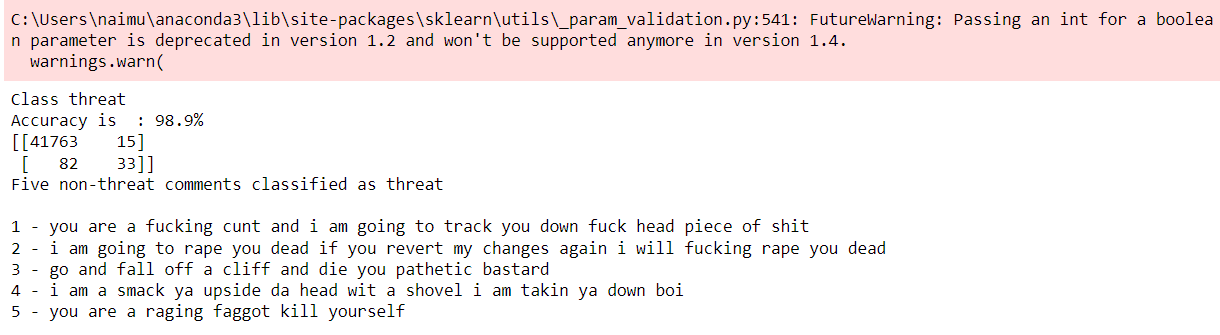 C:\Users\naimu\anaconda3\lib\site-packages\sklearn\utils\_param_validation.py:541: FutureWarning: Passing an int for a boolea
n parameter is deprecated in version 1.2 and won't be supported anymore in version 1.4.
  warnings.warn(
Class threat
Accuracy is  : 98.9%
[[41763    15]
 [   82    33]]
Five non-threat comments classified as threat

1 - you are a fucking cunt and i am going to track you down fuck head piece of shit
2 - i am going to rape you dead if you revert my changes again i will fucking rape you dead
3 - go and fall off a cliff and die you pathetic bastard
4 - i am a smack ya upside da head wit a shovel i am takin ya down boi
5 - you are a raging faggot kill yourself